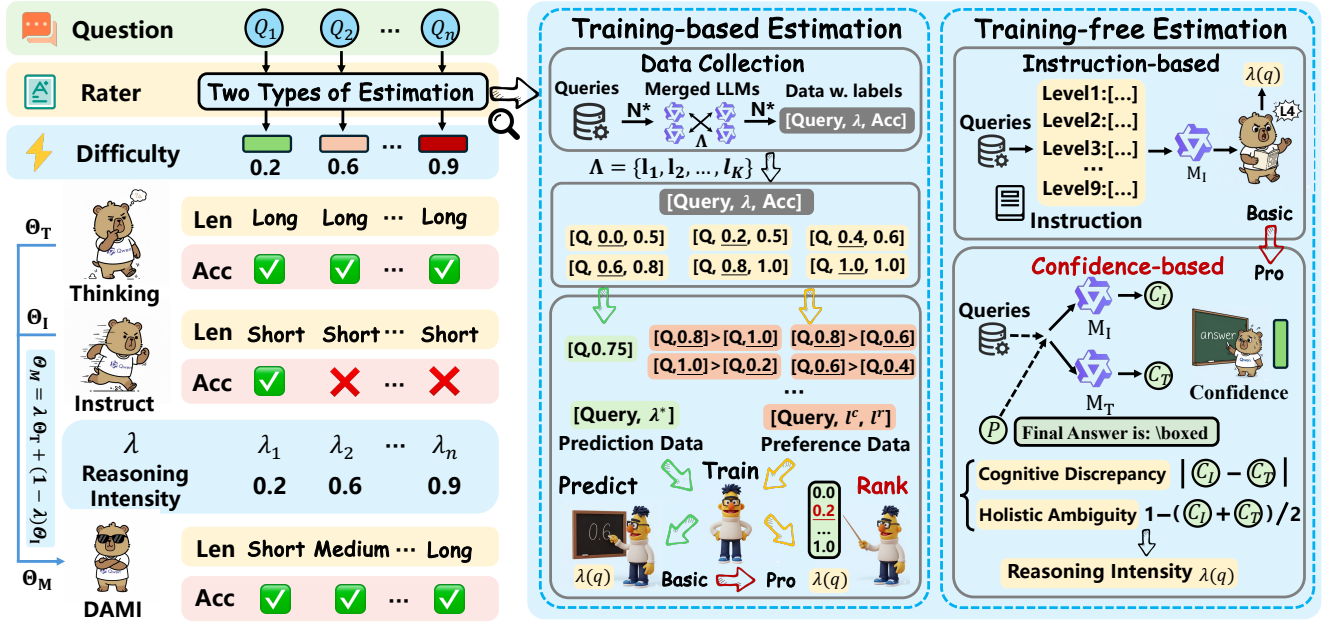 Question
Q1 Q2 ... Qn
Rater
Two Types of Estimation
Difficulty
0.2 0.6 ... 0.9
ΘT
Thinking
Len Long Long ... Long
Acc ...
ΘI
Instruct
Len Short Short ... Short
Acc ...
ΘM = λΘT + (1 − λ)ΘI
λ λ1 λ2 ... λn
Reasoning
Intensity
0.2 0.6 0.9
ΘM
DAMI
Len Short Medium ... Long
Acc ...
Training-based Estimation
Data Collection
Queries Merged LLMs Data w. labels
N* Λ N*
[Query, λ, Acc]
Λ = {l1, l2, ..., lK}
[Query, λ, Acc]
[Q, 0.0, 0.5] [Q, 0.2, 0.5] [Q, 0.4, 0.6]
[Q, 0.6, 0.8] [Q, 0.8, 1.0] [Q, 1.0, 1.0]
[Q,0.75]
[Q,0.8]>[Q,1.0] [Q,0.8]>[Q,0.6]
[Q,1.0]>[Q,0.2] [Q,0.6]>[Q,0.4]
...
[Query, λ*] [Query, lc, lr]
Prediction Data Preference Data
Train
Predict
0.6
λ(q)
Basic Pro
0.0
0.2
...
1.0
Rank
λ(q)
Training-free Estimation
Instruction-based
Queries
Level1:[...]
Level2:[...]
Level3:[...]
...
Level9:[...]
Instruction
MI
λ(q)
L4
Basic
Pro
Confidence-based
Queries
MI CI
MT CT
answer
Confidence
P Final Answer is: \boxed
Cognitive Discrepancy |CI − CT|
Holistic Ambiguity 1−(CI + CT)/2
Reasoning Intensity λ(q)